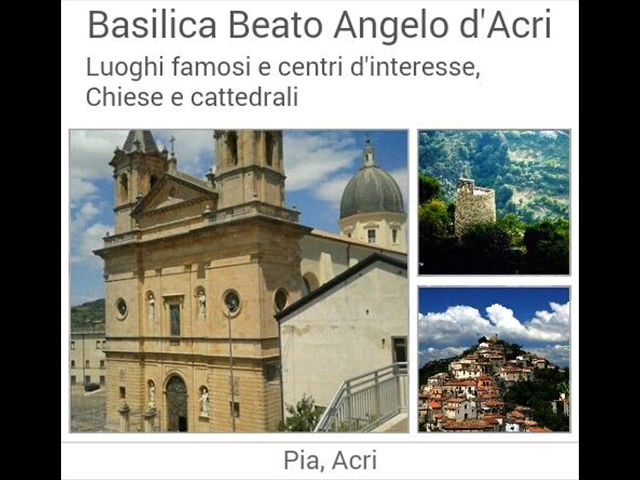 Basilica Beato Angelo d'Acri
Luoghi famosi e centri d'interesse,
Chiese e cattedrali
Pia, Acri